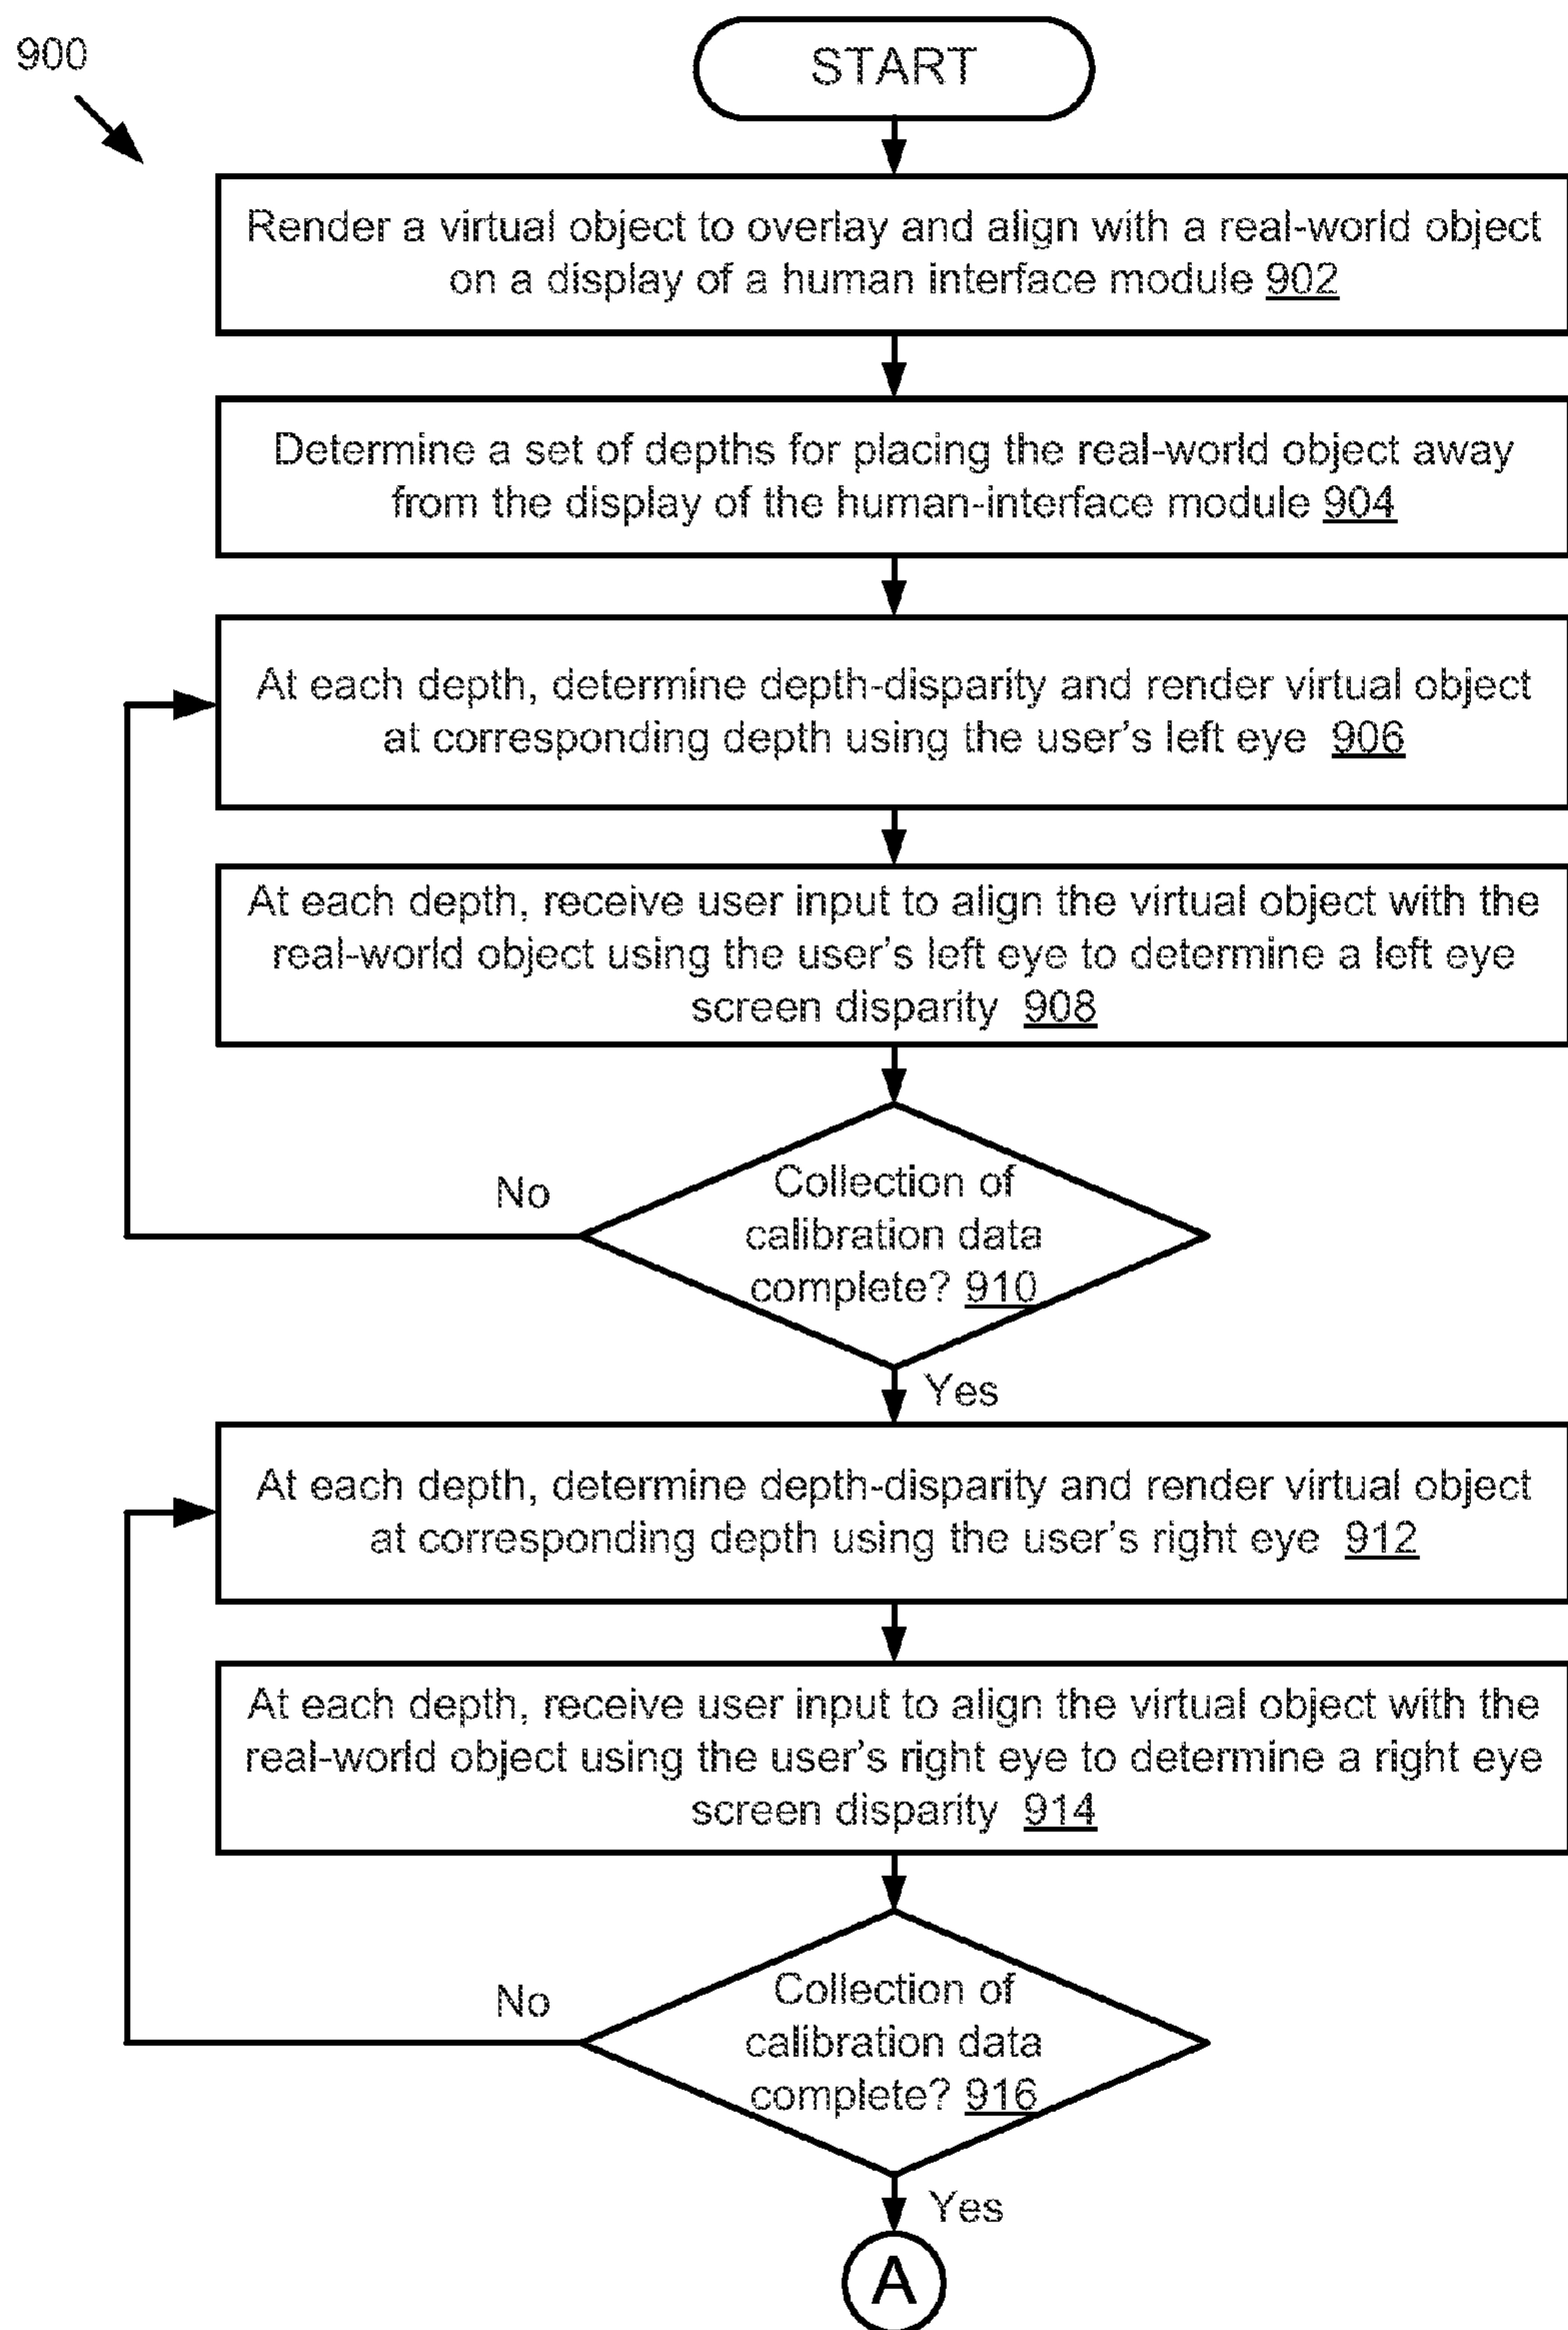 900
START
Render a virtual object to overlay and align with a real-world object
on a display of a human interface module 902
Determine a set of depths for placing the real-world object away
from the display of the human-interface module 904
At each depth, determine depth-disparity and render virtual object
at corresponding depth using the user's left eye 906
At each depth, receive user input to align the virtual object with the
real-world object using the user's left eye to determine a left eye
screen disparity 908
Collection of
calibration data
complete? 910
No
Yes
At each depth, determine depth-disparity and render virtual object
at corresponding depth using the user's right eye 912
At each depth, receive user input to align the virtual object with the
real-world object using the user's right eye to determine a right eye
screen disparity 914
Collection of
calibration data
complete? 916
No
Yes
A